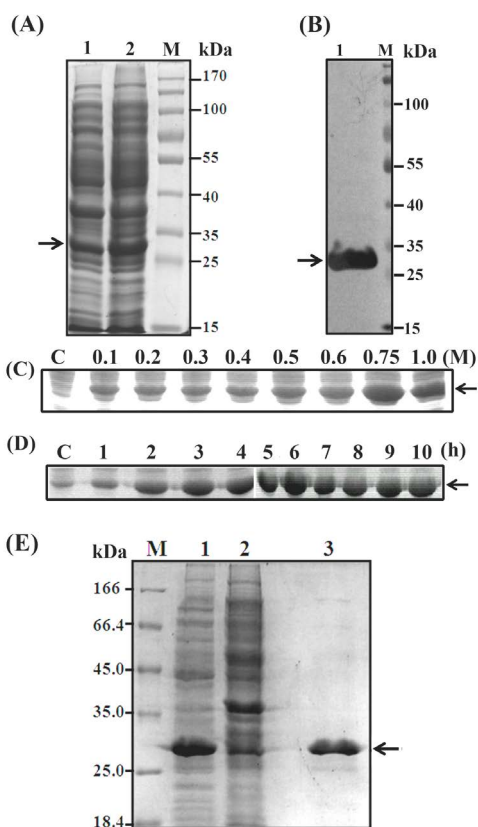 (A)
1 2 M kDa
170
100
55
40
35
25
15
(B)
1 M kDa
100
55
40
35
25
15
(C)
C 0.1 0.2 0.3 0.4 0.5 0.6 0.75 1.0 (M)
(D)
C 1 2 3 4 5 6 7 8 9 10 (h)
(E)
kDa M 1 2 3
166
66.4
45.0
35.0
25.0
18.4